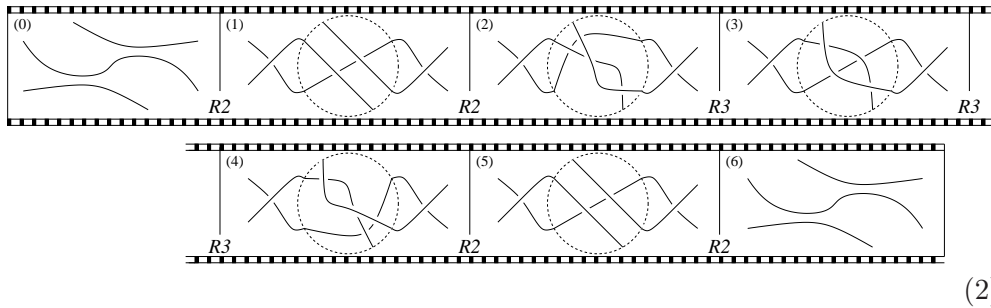 (0) (1) (2) (3)
R2 R2 R3 R3
(4) (5) (6)
R3 R2 R2
(2